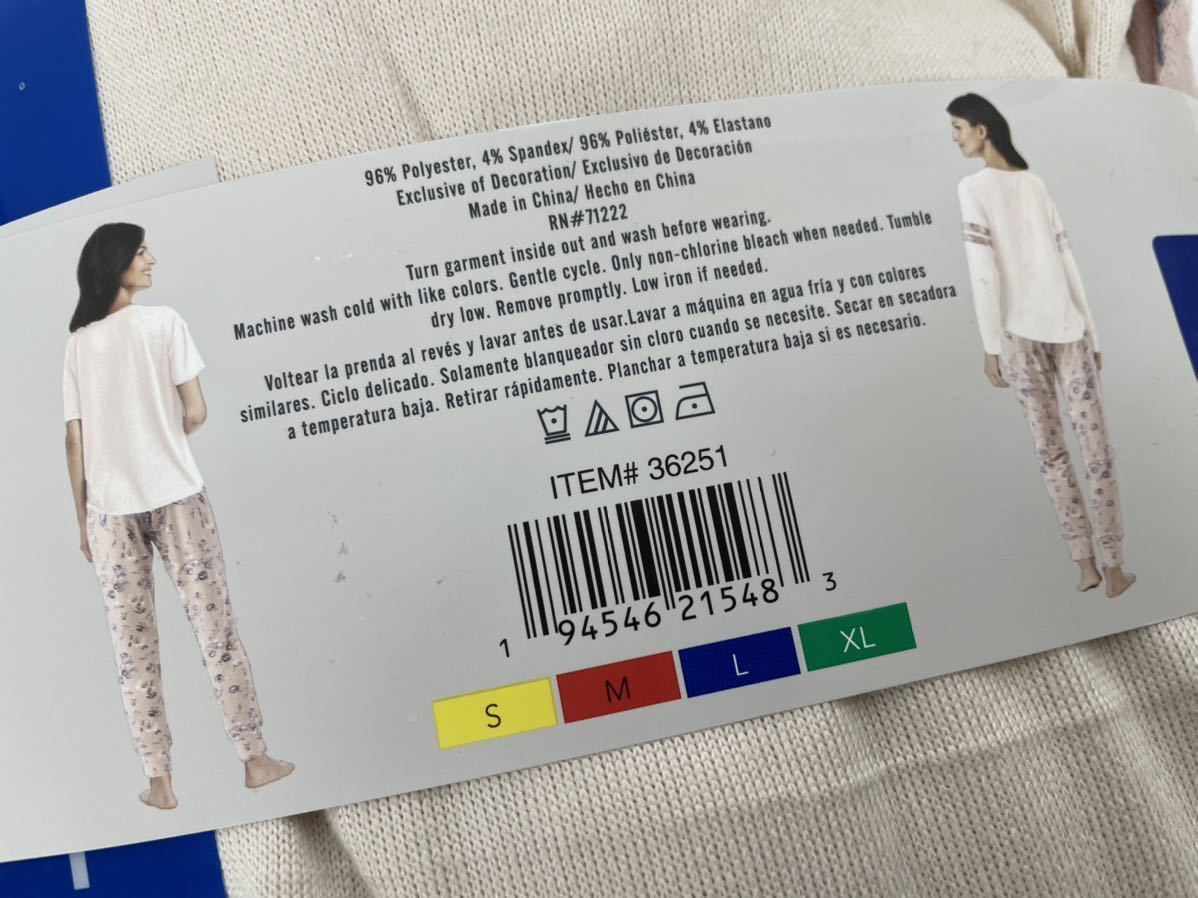 96% Polyester, 4% Spandex/ 96% Poliéster, 4% Elastano
Exclusive of Decoration/ Exclusivo de Decoración
Made in China/ Hecho en China
RN#71222
Turn garment inside out and wash before wearing.
Machine wash cold with like colors. Gentle cycle. Only non-chlorine bleach when needed. Tumble
dry low. Remove promptly. Low iron if needed.
Voltear la prenda al revés y lavar antes de usar.Lavar a máquina en agua fría y con colores
similares. Ciclo delicado. Solamente blanqueador sin cloro cuando se necesite. Secar en secadora
a temperatura baja. Retirar rápidamente. Planchar a temperatura baja si es necesario.
ITEM# 36251
1 94546 21548 3
S M L XL